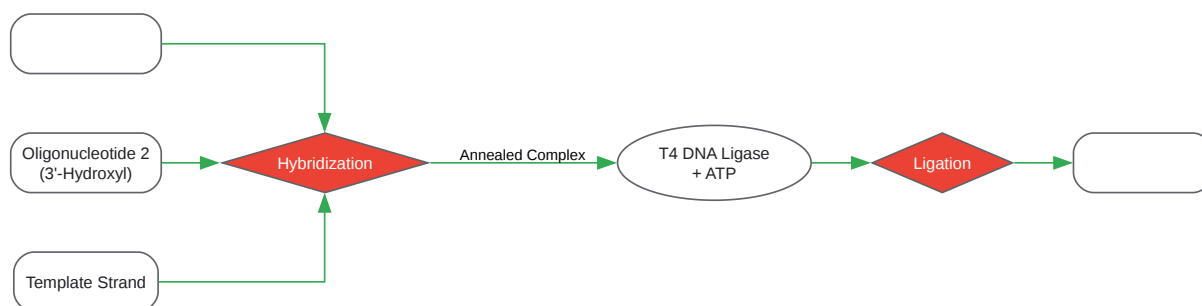 Oligonucleotide 2
(3'-Hydroxyl)
Hybridization
Annealed Complex
T4 DNA Ligase
+ ATP
Ligation
Template Strand